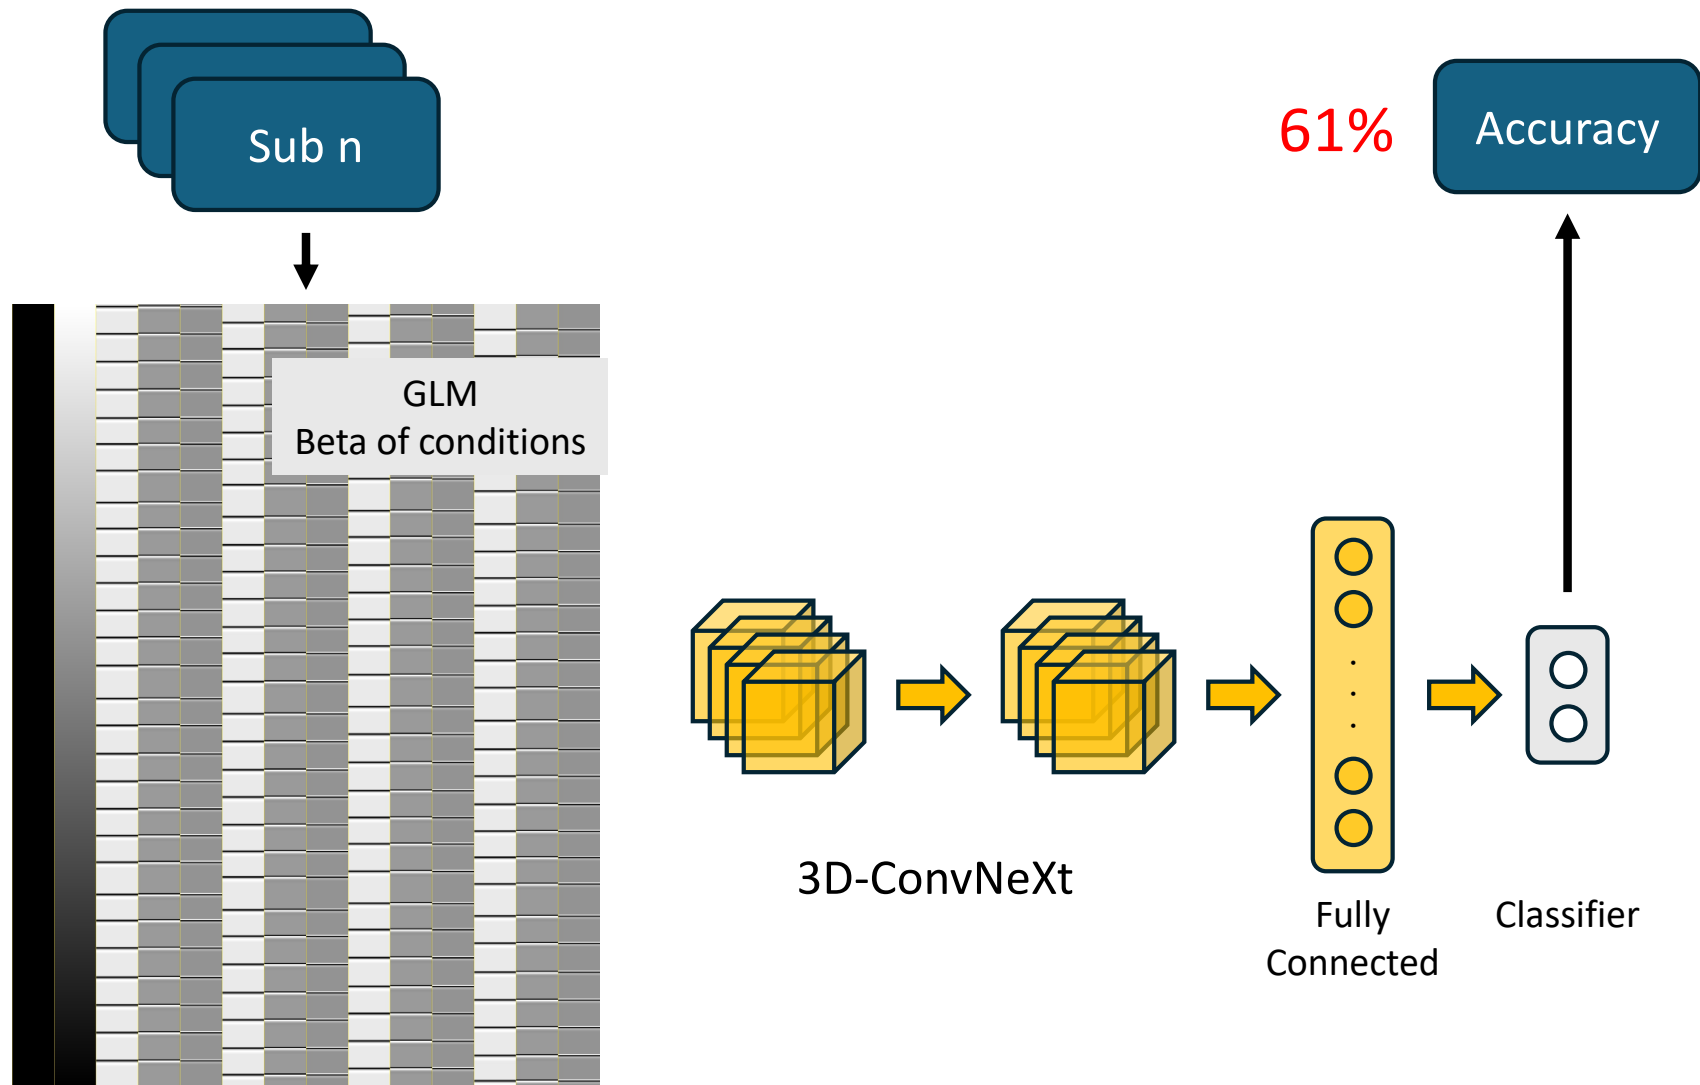 Sub n
61%
Accuracy
GLM
Beta of conditions
3D-ConvNeXt
Fully
Connected
Classifier